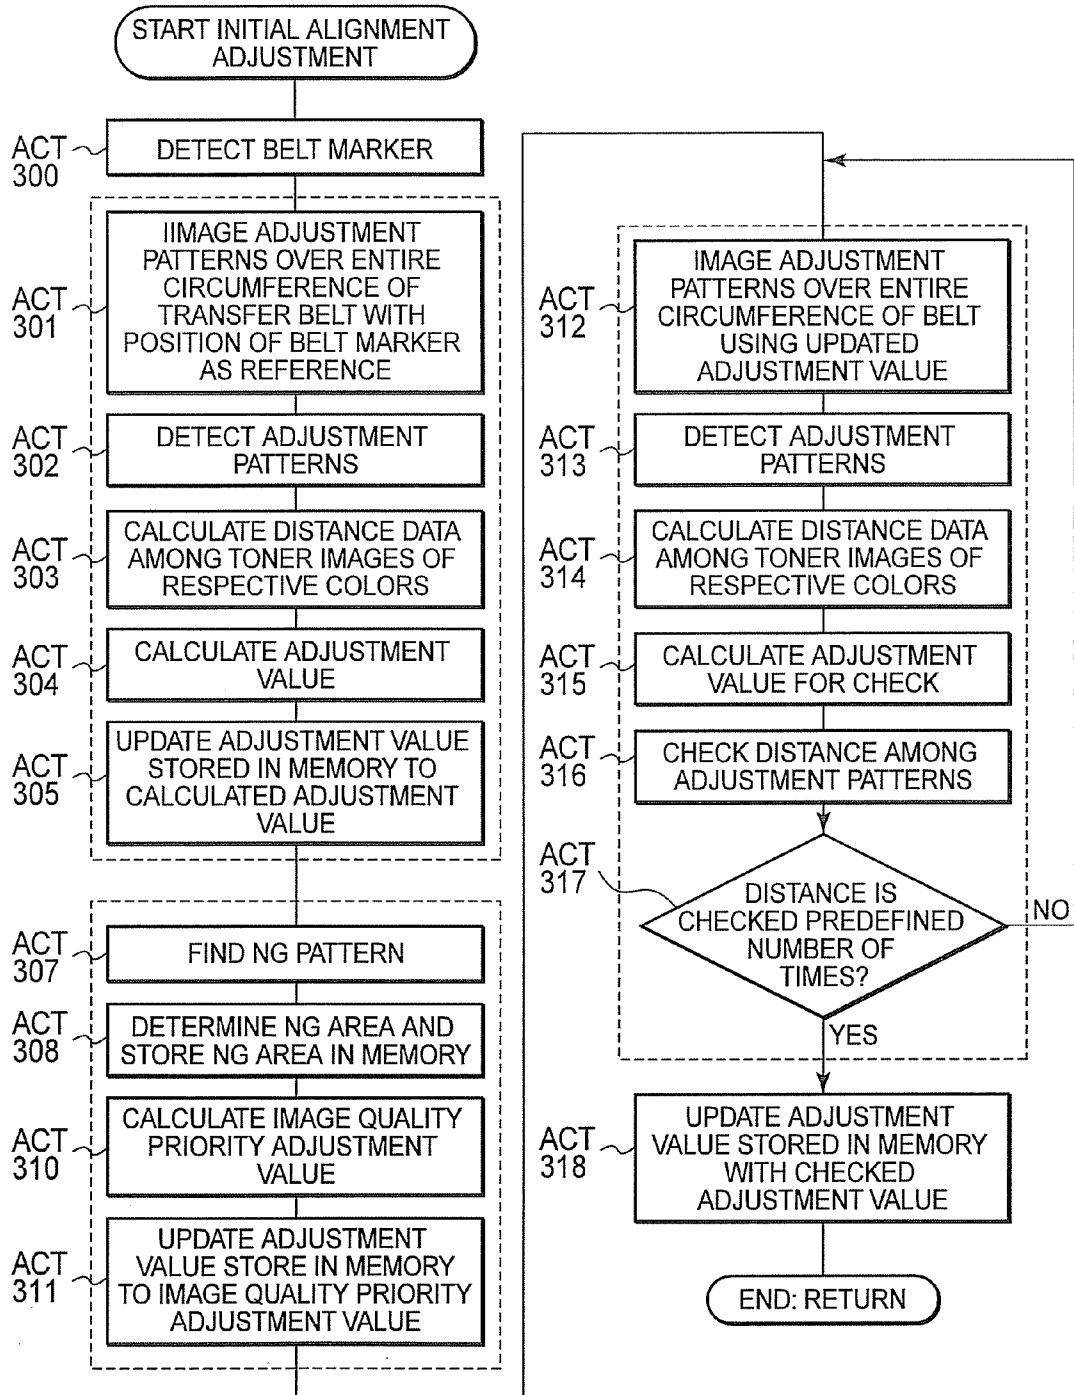 START INITIAL ALIGNMENT
ADJUSTMENT
ACT
300
DETECT BELT MARKER
ACT
301
IIMAGE ADJUSTMENT
PATTERNS OVER ENTIRE
CIRCUMFERENCE OF
TRANSFER BELT WITH
POSITION OF BELT MARKER
AS REFERENCE
ACT
302
DETECT ADJUSTMENT
PATTERNS
ACT
303
CALCULATE DISTANCE DATA
AMONG TONER IMAGES OF
RESPECTIVE COLORS
ACT
304
CALCULATE ADJUSTMENT
VALUE
ACT
305
UPDATE ADJUSTMENT VALUE
STORED IN MEMORY TO
CALCULATED ADJUSTMENT
VALUE
ACT
307
FIND NG PATTERN
ACT
308
DETERMINE NG AREA AND
STORE NG AREA IN MEMORY
ACT
310
CALCULATE IMAGE QUALITY
PRIORITY ADJUSTMENT
VALUE
ACT
311
UPDATE ADJUSTMENT
VALUE STORE IN MEMORY
TO IMAGE QUALITY PRIORITY
ADJUSTMENT VALUE
ACT
312
IMAGE ADJUSTMENT
PATTERNS OVER ENTIRE
CIRCUMFERENCE OF BELT
USING UPDATED
ADJUSTMENT VALUE
ACT
313
DETECT ADJUSTMENT
PATTERNS
ACT
314
CALCULATE DISTANCE DATA
AMONG TONER IMAGES OF
RESPECTIVE COLORS
ACT
315
CALCULATE ADJUSTMENT
VALUE FOR CHECK
ACT
316
CHECK DISTANCE AMONG
ADJUSTMENT PATTERNS
ACT
317
DISTANCE IS
CHECKED PREDEFINED
NUMBER OF
TIMES?
NO
YES
ACT
318
UPDATE ADJUSTMENT
VALUE STORED IN MEMORY
WITH CHECKED
ADJUSTMENT VALUE
END: RETURN